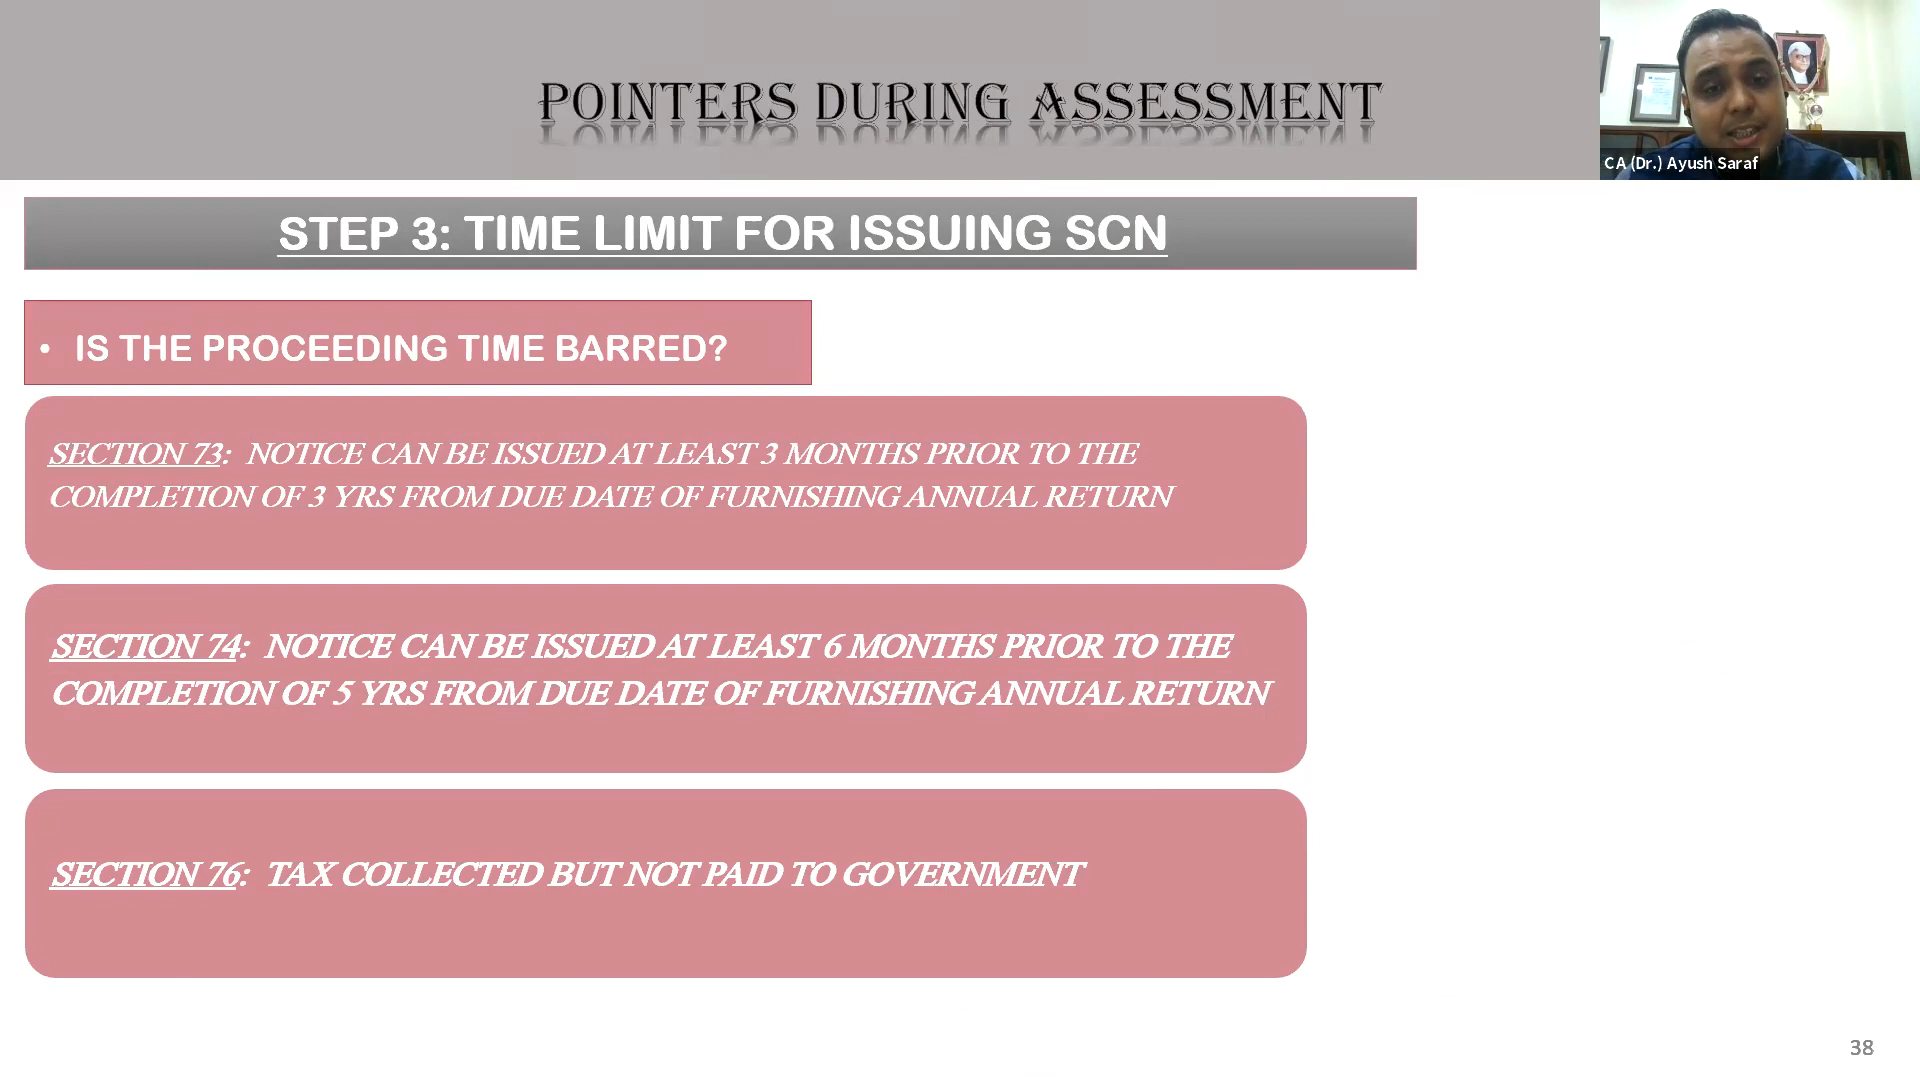 POINTERS DURING ASSESSMENT
CA (Dr.) Ayush Saraf
STEP 3: TIME LIMIT FOR ISSUING SCN
• IS THE PROCEEDING TIME BARRED?
SECTION 73: NOTICE CAN BE ISSUED AT LEAST 3 MONTHS PRIOR TO THE
COMPLETION OF 3 YRS FROM DUE DATE OF FURNISHING ANNUAL RETURN
SECTION 74: NOTICE CAN BE ISSUED AT LEAST 6 MONTHS PRIOR TO THE
COMPLETION OF 5 YRS FROM DUE DATE OF FURNISHING ANNUAL RETURN
SECTION 76: TAX COLLECTED BUT NOT PAID TO GOVERNMENT
38